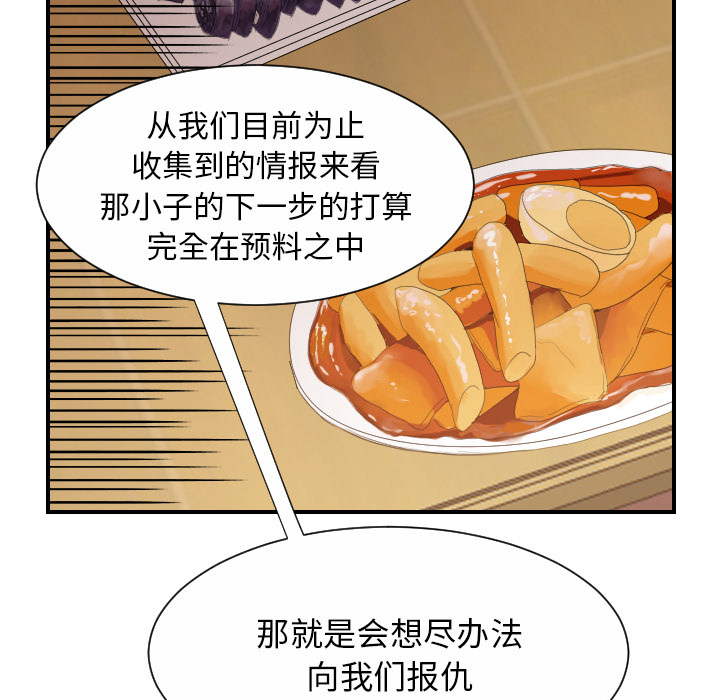 从我们目前为止
收集到的情报来看
那小子的下一步的打算
完全在预料之中
那就是会想尽办法
向我们报仇